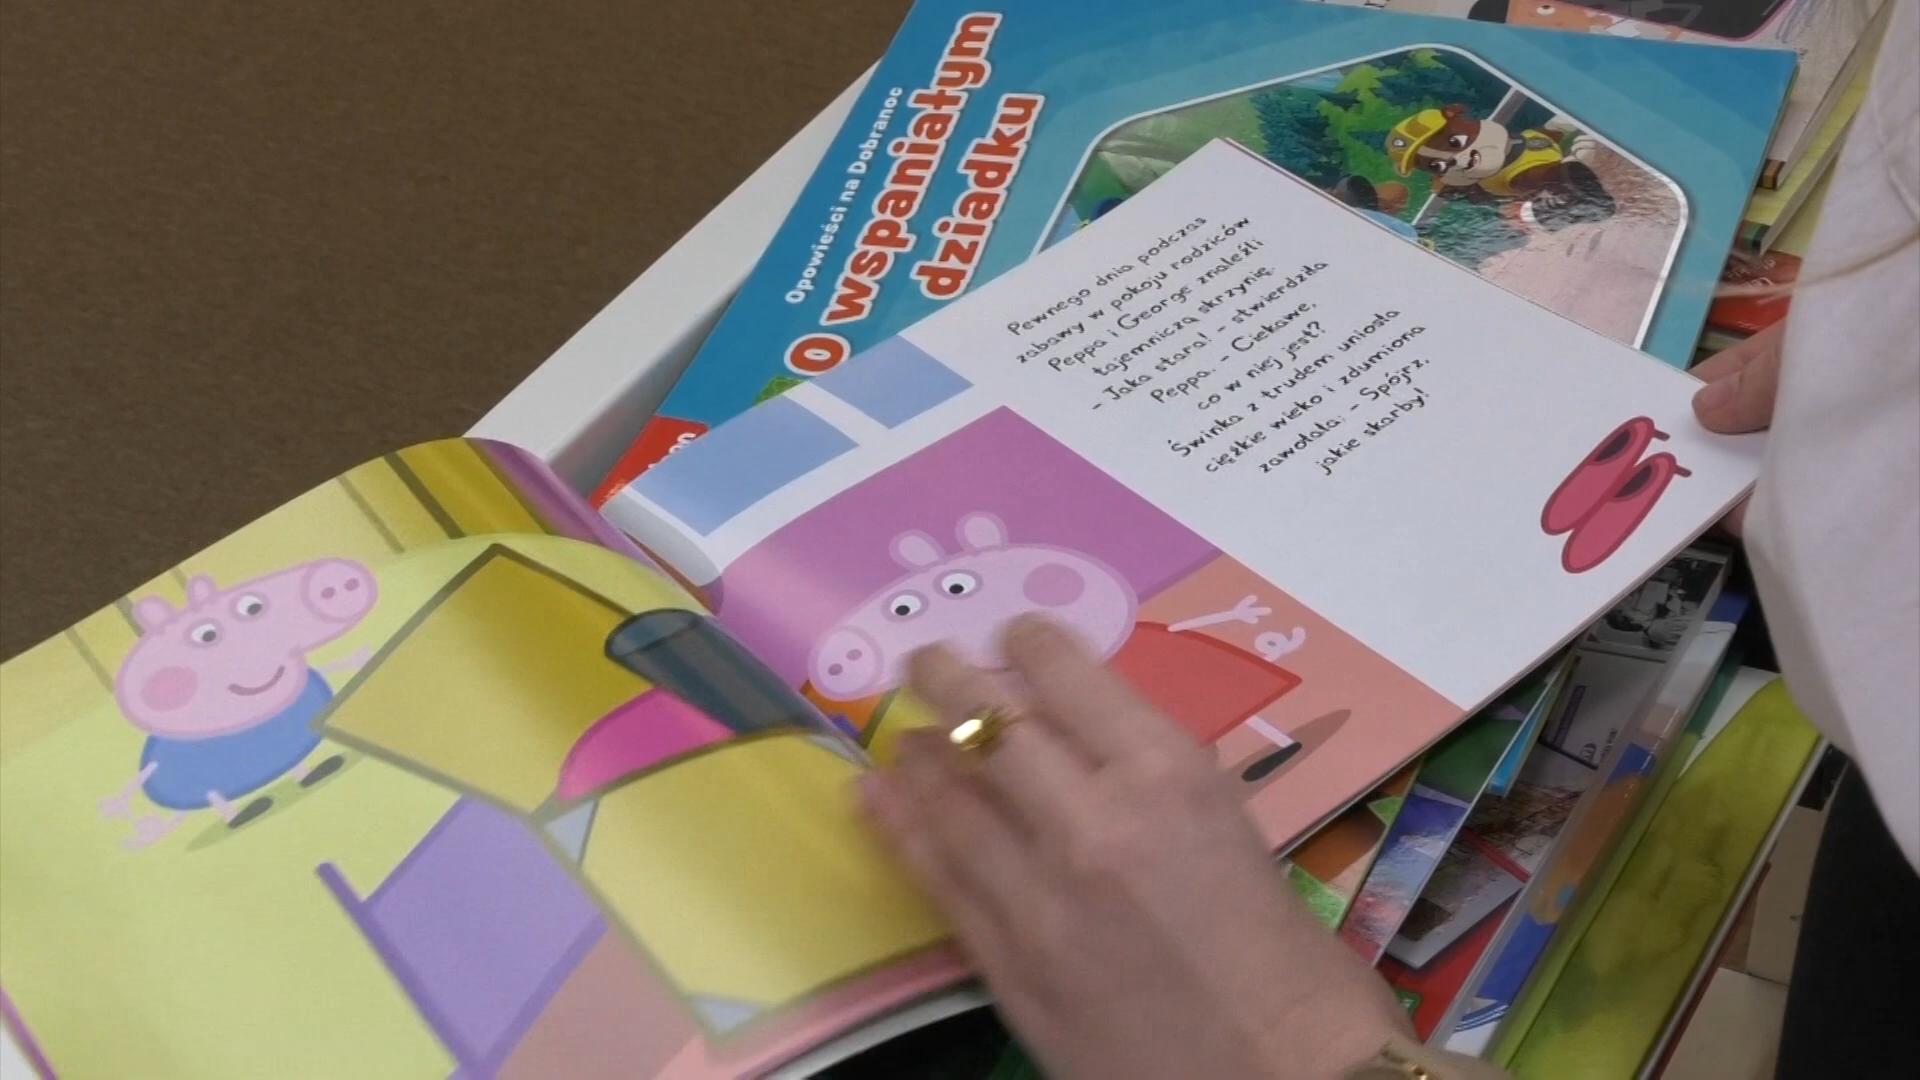 Opowieści na Dobranoc
O wspaniałym
dziadku
Pewnego dnia podczas
zabawy w pokoju rodziców
Peppa i George znaleźli
tajemniczą skrzynię.
- Jaka stara! - stwierdziła
Peppa. - Ciekawe,
co w niej jest?
Świnka z trudem uniosła
ciężkie wieko i zdumiona
zawołała: - Spójrz,
jakie skarby!